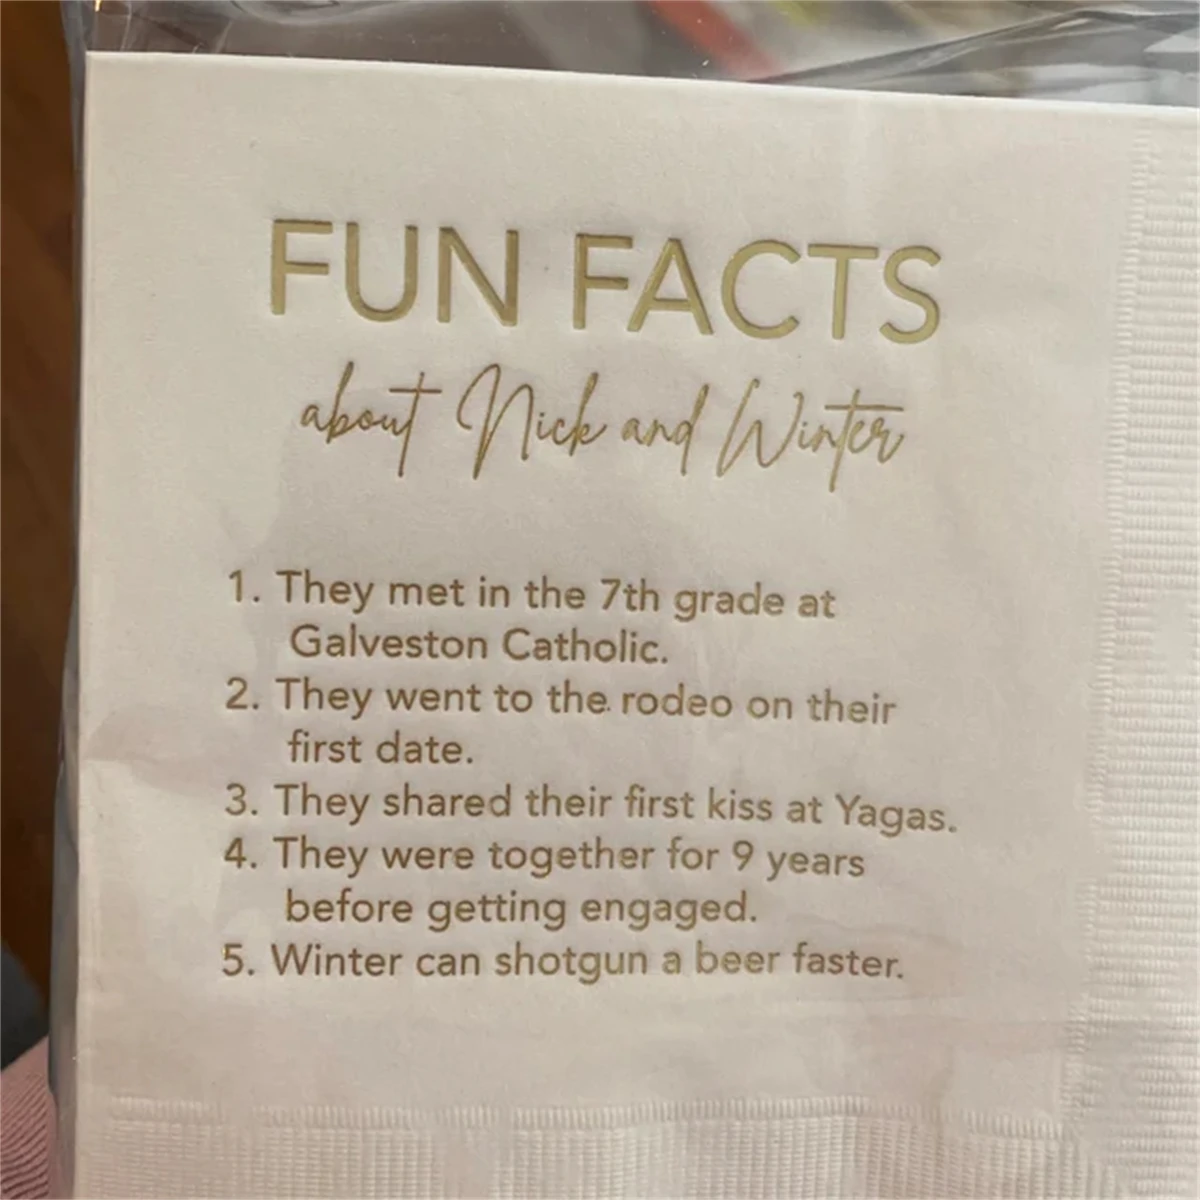 FUN FACTS
about Nick and Winter
1. They met in the 7th grade at
Galveston Catholic.
2. They went to the rodeo on their
first date.
3. They shared their first kiss at Yagas.
4. They were together for 9 years
before getting engaged.
5. Winter can shotgun a beer faster.